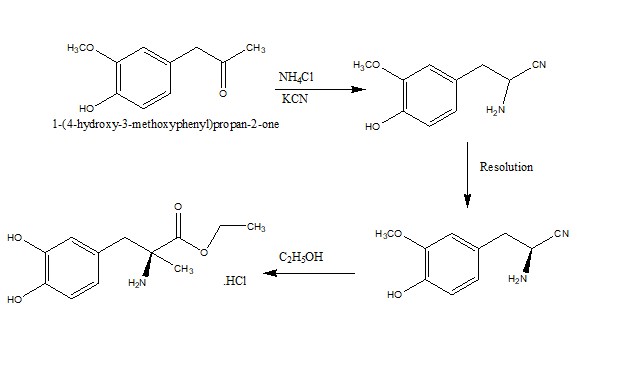 H₃CO
CH₃
O
HO
1-(4-hydroxy-3-methoxyphenyl)propan-2-one
NH₄Cl
KCN
H₃CO
CN
H₂N
HO
Resolution
H₃CO
CN
H₂N
HO
C₂H₅OH
O
CH₃
HO
O
CH₃
H₂N
.HCl
HO